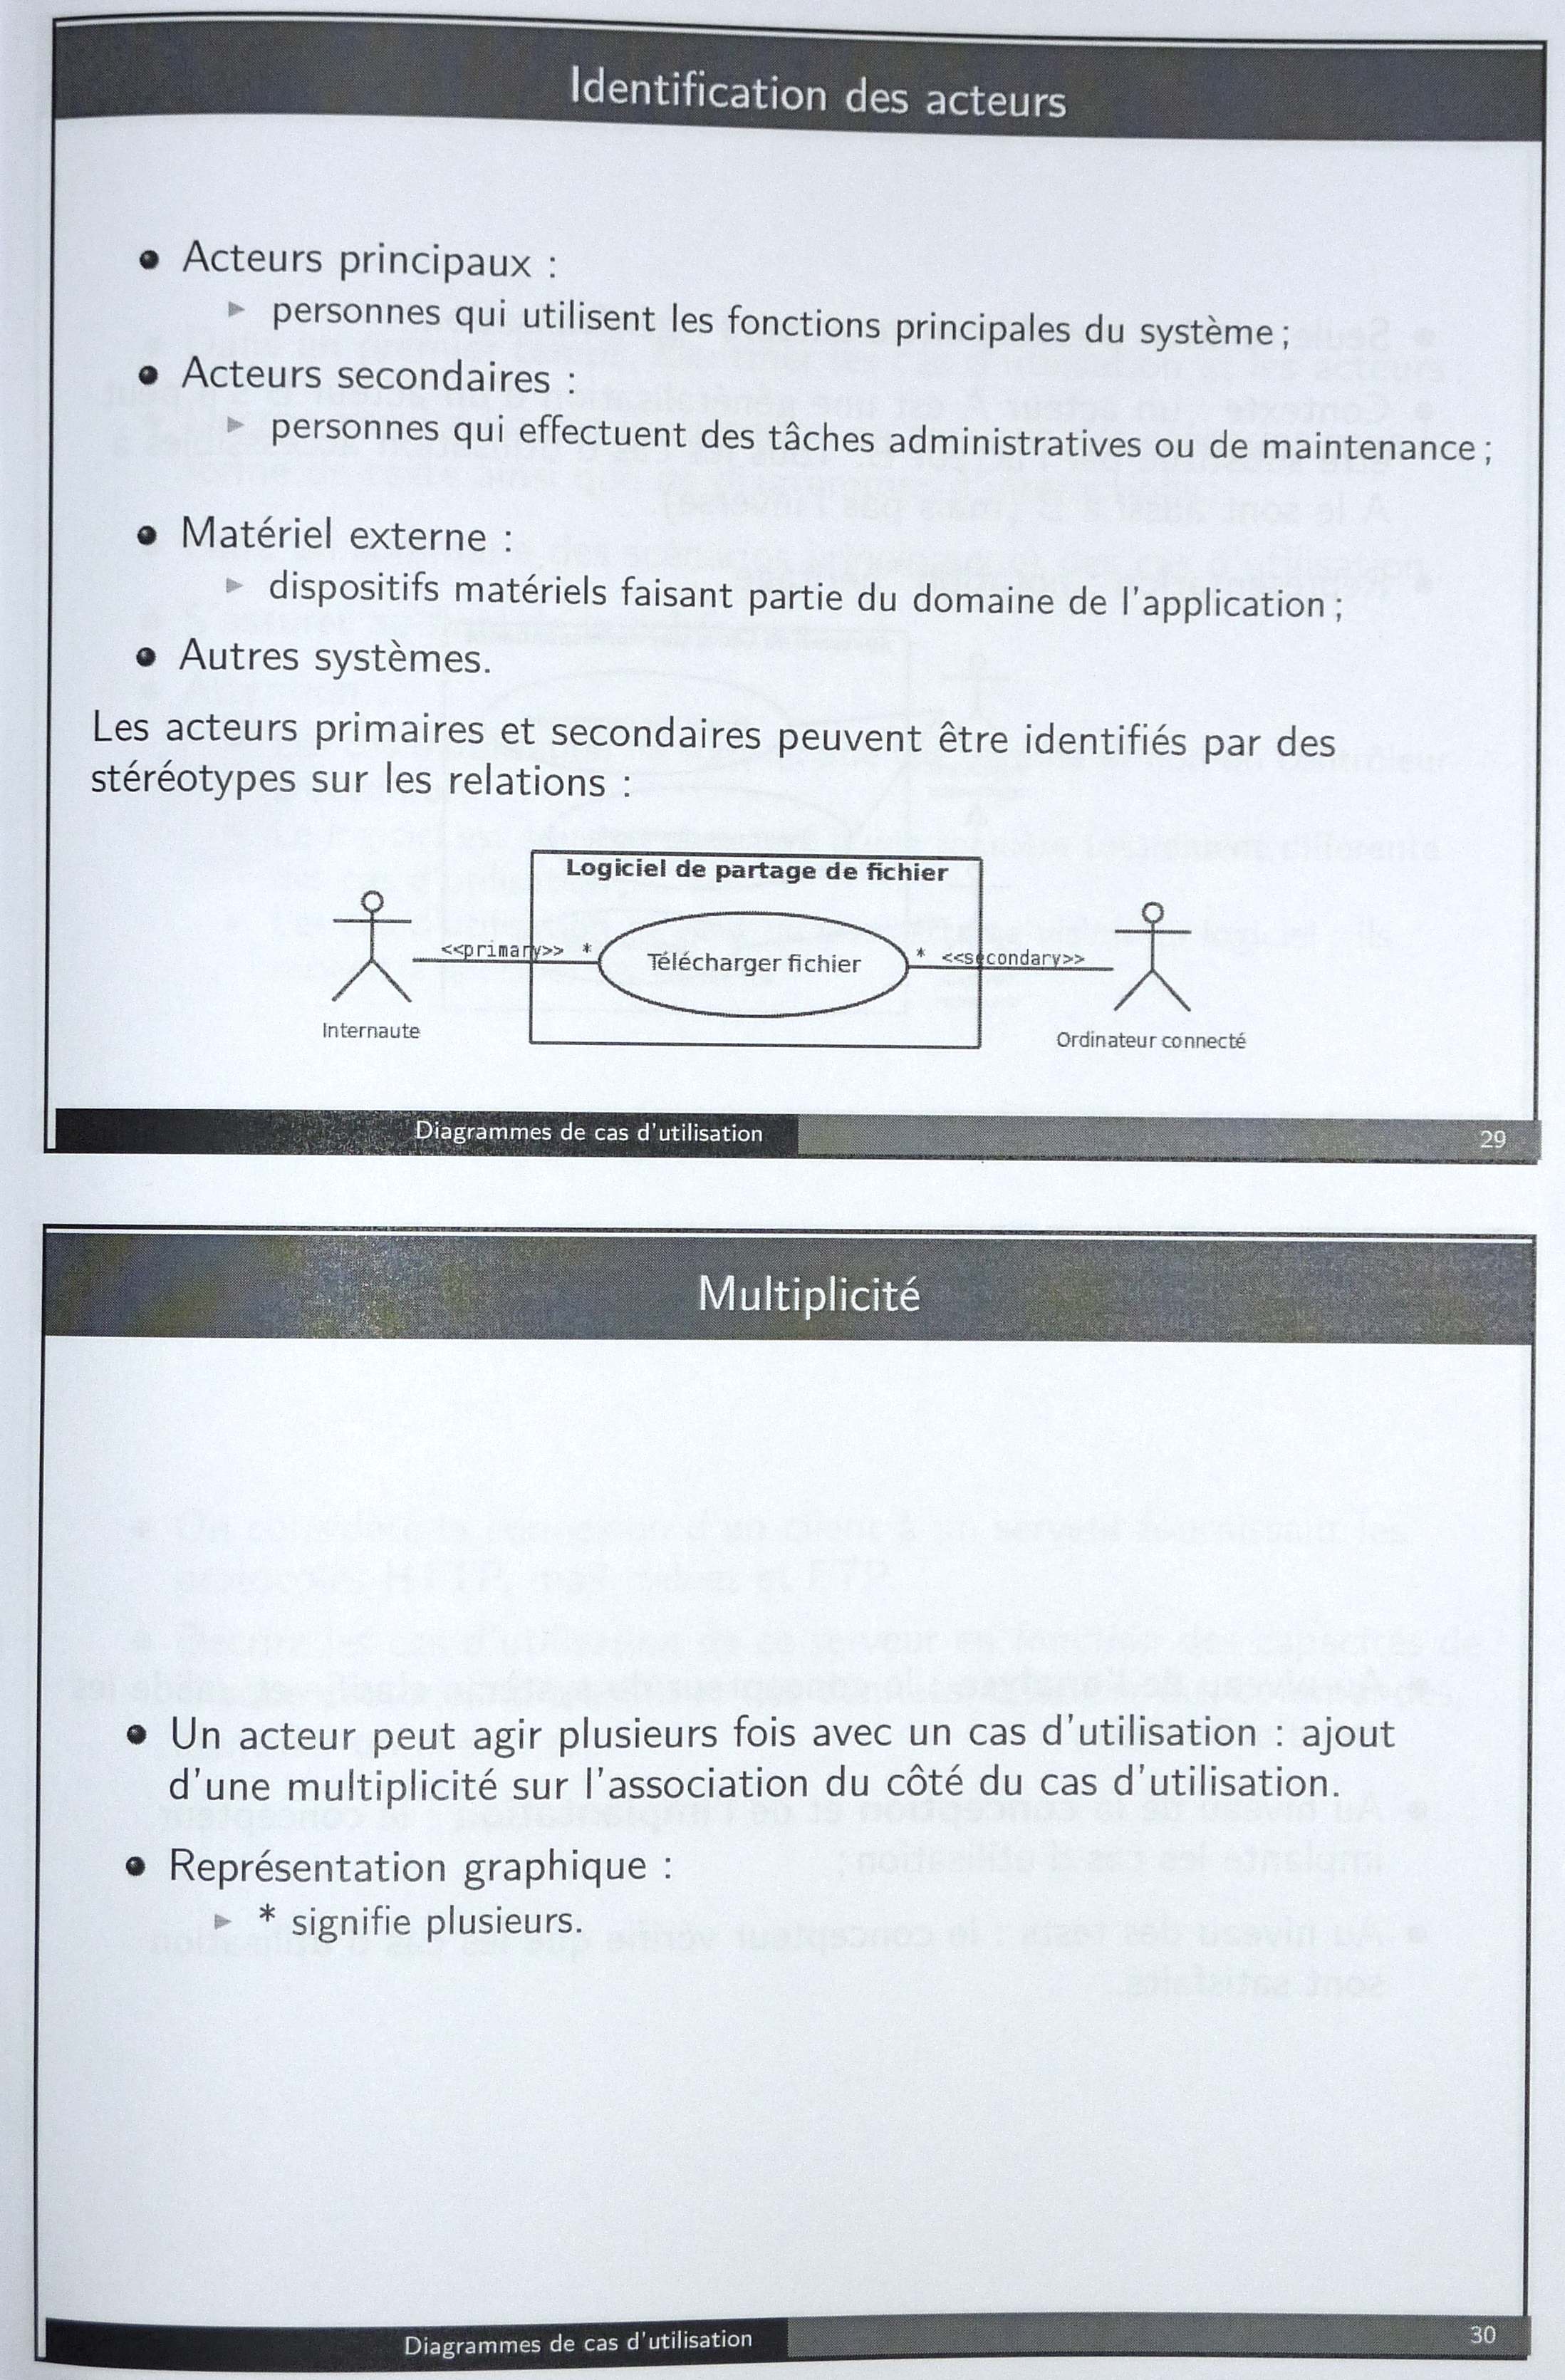 Identification des acteurs
• Acteurs principaux :
▶ personnes qui utilisent les fonctions principales du système ;
• Acteurs secondaires :
▶ personnes qui effectuent des tâches administratives ou de maintenance ;
• Matériel externe :
▶ dispositifs matériels faisant partie du domaine de l'application ;
• Autres systèmes.
Les acteurs primaires et secondaires peuvent être identifiés par des
stéréotypes sur les relations :
Logiciel de partage de fichier
<<primary>> * Télécharger fichier * <<secondary>>
Internaute
Ordinateur connecté
Diagrammes de cas d'utilisation 29
Multiplicité
• Un acteur peut agir plusieurs fois avec un cas d'utilisation : ajout
d'une multiplicité sur l'association du côté du cas d'utilisation.
• Représentation graphique :
▶ * signifie plusieurs.
Diagrammes de cas d'utilisation 30